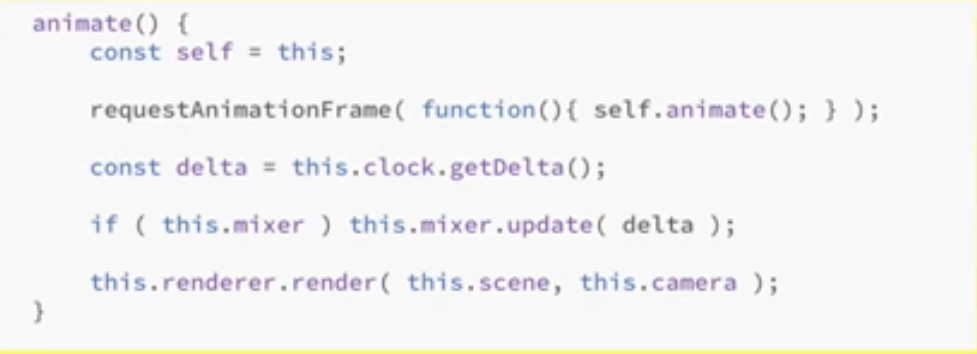 animate() {
    const self = this;
    requestAnimationFrame( function(){ self.animate(); } );
    const delta = this.clock.getDelta();
    if ( this.mixer ) this.mixer.update( delta );
    this.renderer.render( this.scene, this.camera );
}